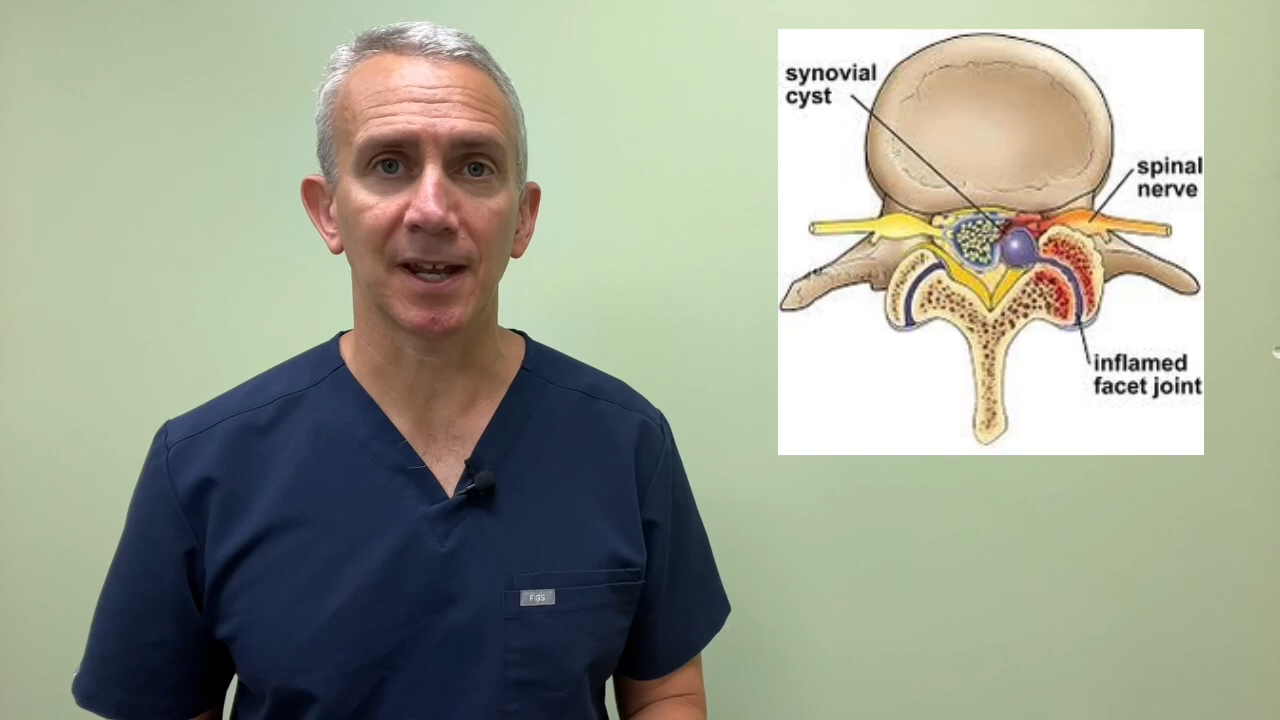 synovial
cyst
spinal
nerve
inflamed
facet joint
FIGS